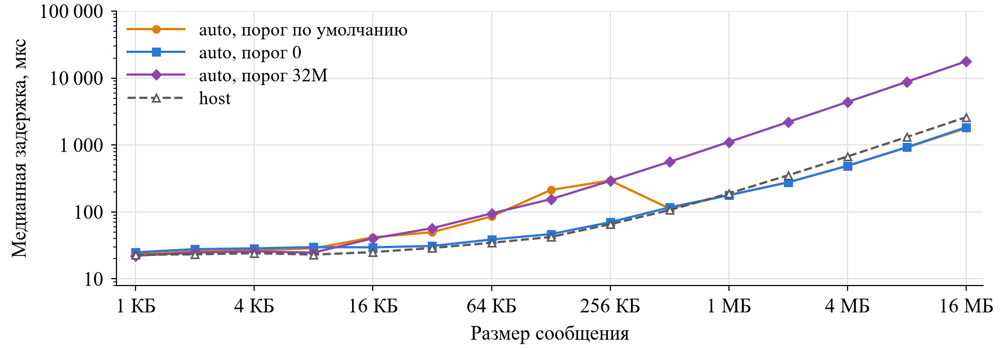 Медианная задержка, мкс
100 000
10 000
1 000
100
10
auto, порог по умолчанию
auto, порог 0
auto, порог 32M
host
1 КБ
4 КБ
16 КБ
64 КБ
256 КБ
1 МБ
4 МБ
16 МБ
Размер сообщения